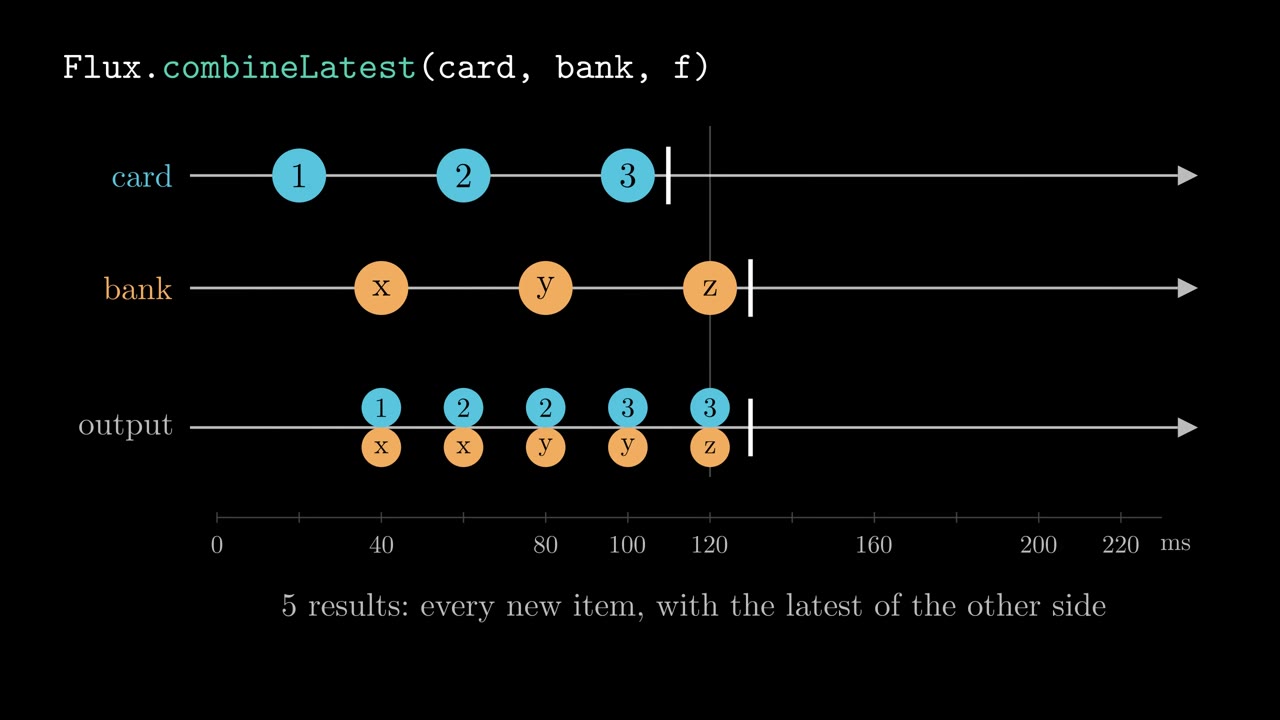 Flux.combineLatest(card, bank, f)
card 1 2 3
bank x y z
output
1 2 2 3 3
x x y y z
0 40 80 100 120 160 200 220 ms
5 results: every new item, with the latest of the other side